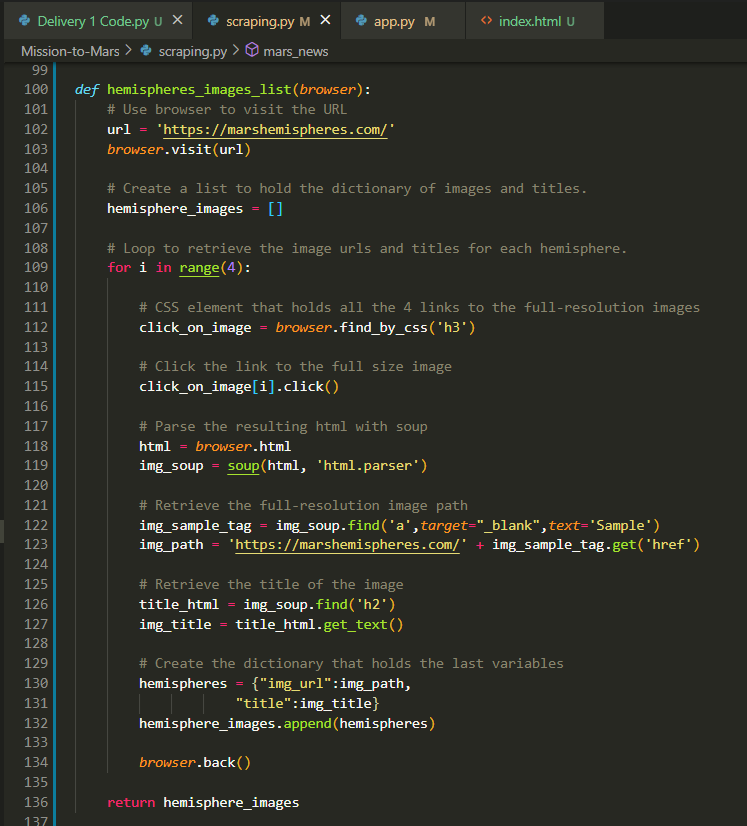 Delivery 1 Code.py U × scraping.py M × app.py M <> index.html U
Mission-to-Mars > scraping.py > mars_news
99
100 def hemispheres_images_list(browser):
101 # Use browser to visit the URL
102 url = 'https://marshemispheres.com/'
103 browser.visit(url)
104
105 # Create a list to hold the dictionary of images and titles.
106 hemisphere_images = []
107
108 # Loop to retrieve the image urls and titles for each hemisphere.
109 for i in range(4):
110
111 # CSS element that holds all the 4 links to the full-resolution images
112 click_on_image = browser.find_by_css('h3')
113
114 # Click the link to the full size image
115 click_on_image[i].click()
116
117 # Parse the resulting html with soup
118 html = browser.html
119 img_soup = soup(html, 'html.parser')
120
121 # Retrieve the full-resolution image path
122 img_sample_tag = img_soup.find('a',target="_blank",text='Sample')
123 img_path = 'https://marshemispheres.com/' + img_sample_tag.get('href')
124
125 # Retrieve the title of the image
126 title_html = img_soup.find('h2')
127 img_title = title_html.get_text()
128
129 # Create the dictionary that holds the last variables
130 hemispheres = {"img_url":img_path,
131 "title":img_title}
132 hemisphere_images.append(hemispheres)
133
134 browser.back()
135
136 return hemisphere_images
137